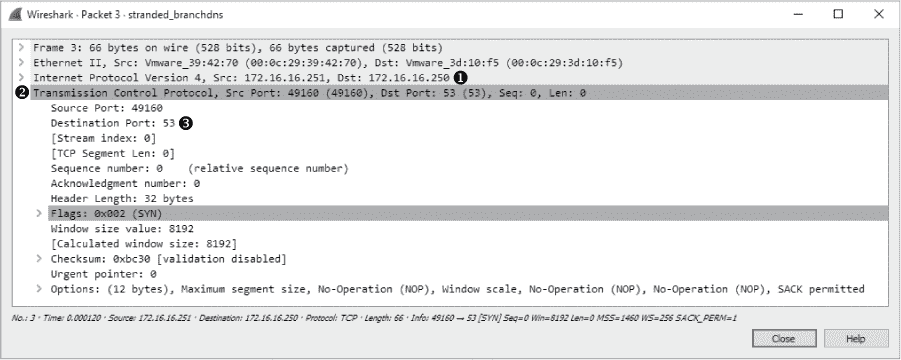 Wireshark · Packet 3 · stranded_branchdns
Frame 3: 66 bytes on wire (528 bits), 66 bytes captured (528 bits)
Ethernet II, Src: Vmware_39:42:70 (00:0c:29:39:42:70), Dst: Vmware_3d:10:f5 (00:0c:29:3d:10:f5)
Internet Protocol Version 4, Src: 172.16.16.251, Dst: 172.16.16.250 ❶
❷ Transmission Control Protocol, Src Port: 49160 (49160), Dst Port: 53 (53), Seq: 0, Len: 0
Source Port: 49160
Destination Port: 53 ❸
[Stream index: 0]
[TCP Segment Len: 0]
Sequence number: 0 (relative sequence number)
Acknowledgment number: 0
Header Length: 32 bytes
Flags: 0x002 (SYN)
Window size value: 8192
[Calculated window size: 8192]
Checksum: 0xbc30 [validation disabled]
Urgent pointer: 0
Options: (12 bytes), Maximum segment size, No-Operation (NOP), Window scale, No-Operation (NOP), No-Operation (NOP), SACK permitted
No.: 3 · Time: 0.000120 · Source: 172.16.16.251 · Destination: 172.16.16.250 · Protocol: TCP · Length: 66 · Info: 49160 → 53 [SYN] Seq=0 Win=8192 Len=0 MSS=1460 WS=256 SACK_PERM=1
Close Help